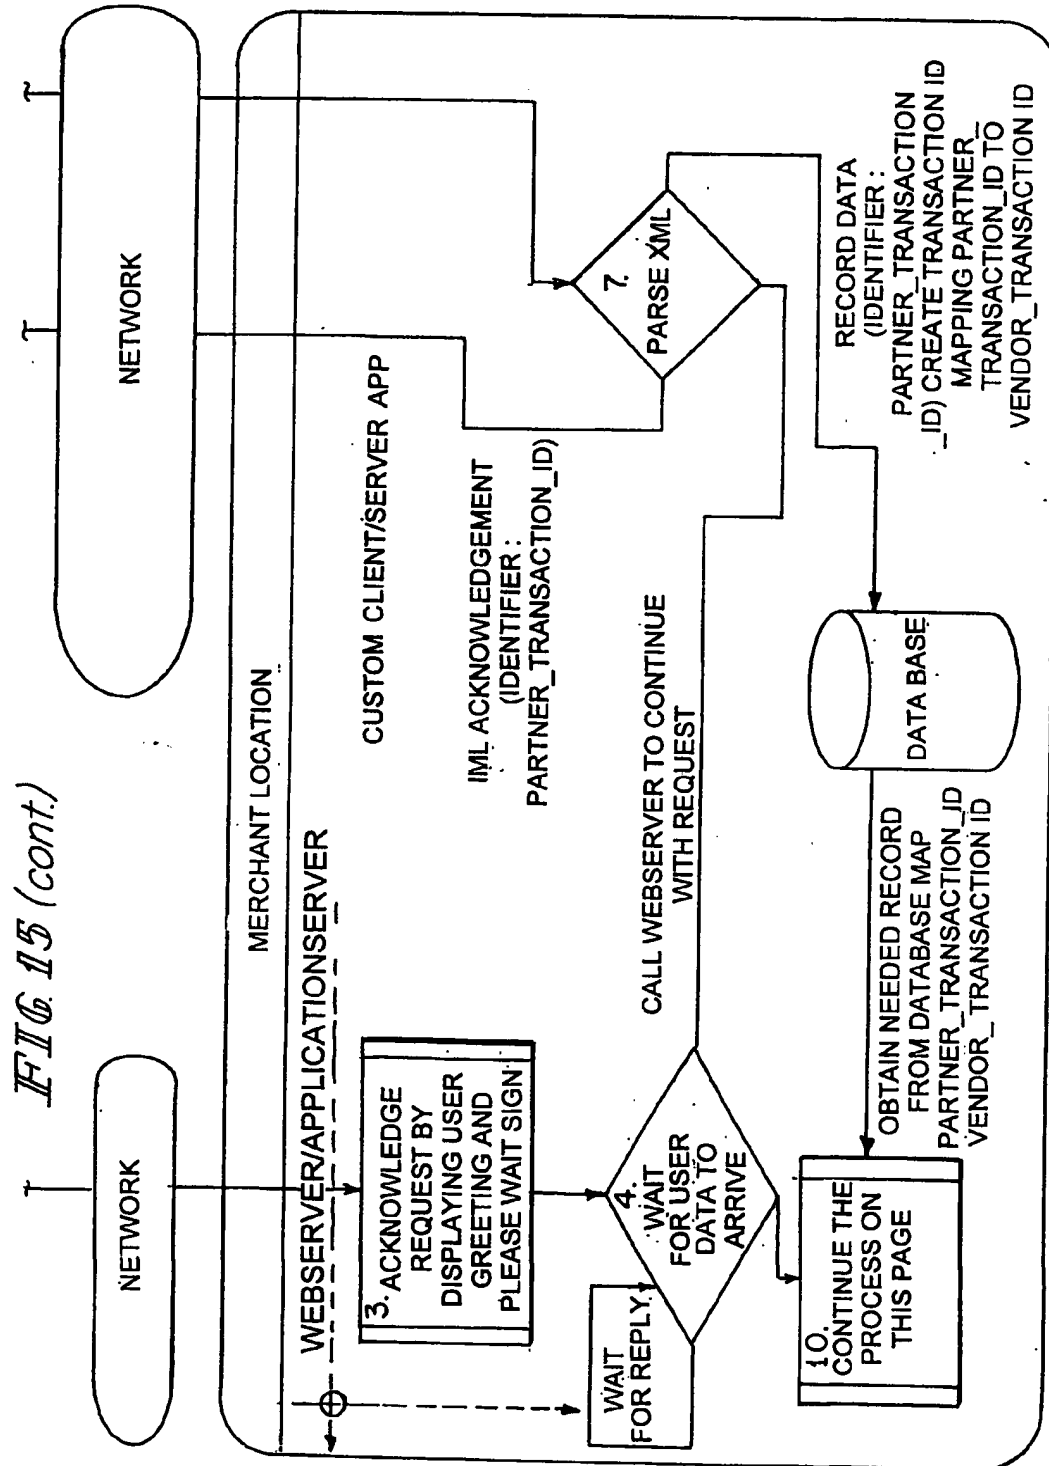 FIG. 15 (cont.)
NETWORK
NETWORK
MERCHANT LOCATION
WEBSERVER/APPLICATIONSERVER
CUSTOM CLIENT/SERVER APP
3. ACKNOWLEDGE
REQUEST BY
DISPLAYING USER
GREETING AND
PLEASE WAIT SIGN
IML ACKNOWLEDGEMENT
(IDENTIFIER :
PARTNER_TRANSACTION_ID)
7.
PARSE XML
WAIT
FOR REPLY
4.
WAIT
FOR USER
DATA TO
ARRIVE
CALL WEBSERVER TO CONTINUE
WITH REQUEST
RECORD DATA
(IDENTIFIER :
PARTNER_TRANSACTION
_ID) CREATE TRANSACTION ID
MAPPING PARTNER_
TRANSACTION_ID TO
VENDOR_TRANSACTION ID
10.
CONTINUE THE
PROCESS ON
THIS PAGE
OBTAIN NEEDED RECORD
FROM DATABASE MAP
PARTNER_TRANSACTION_ID
VENDOR_TRANSACTION ID
DATA BASE